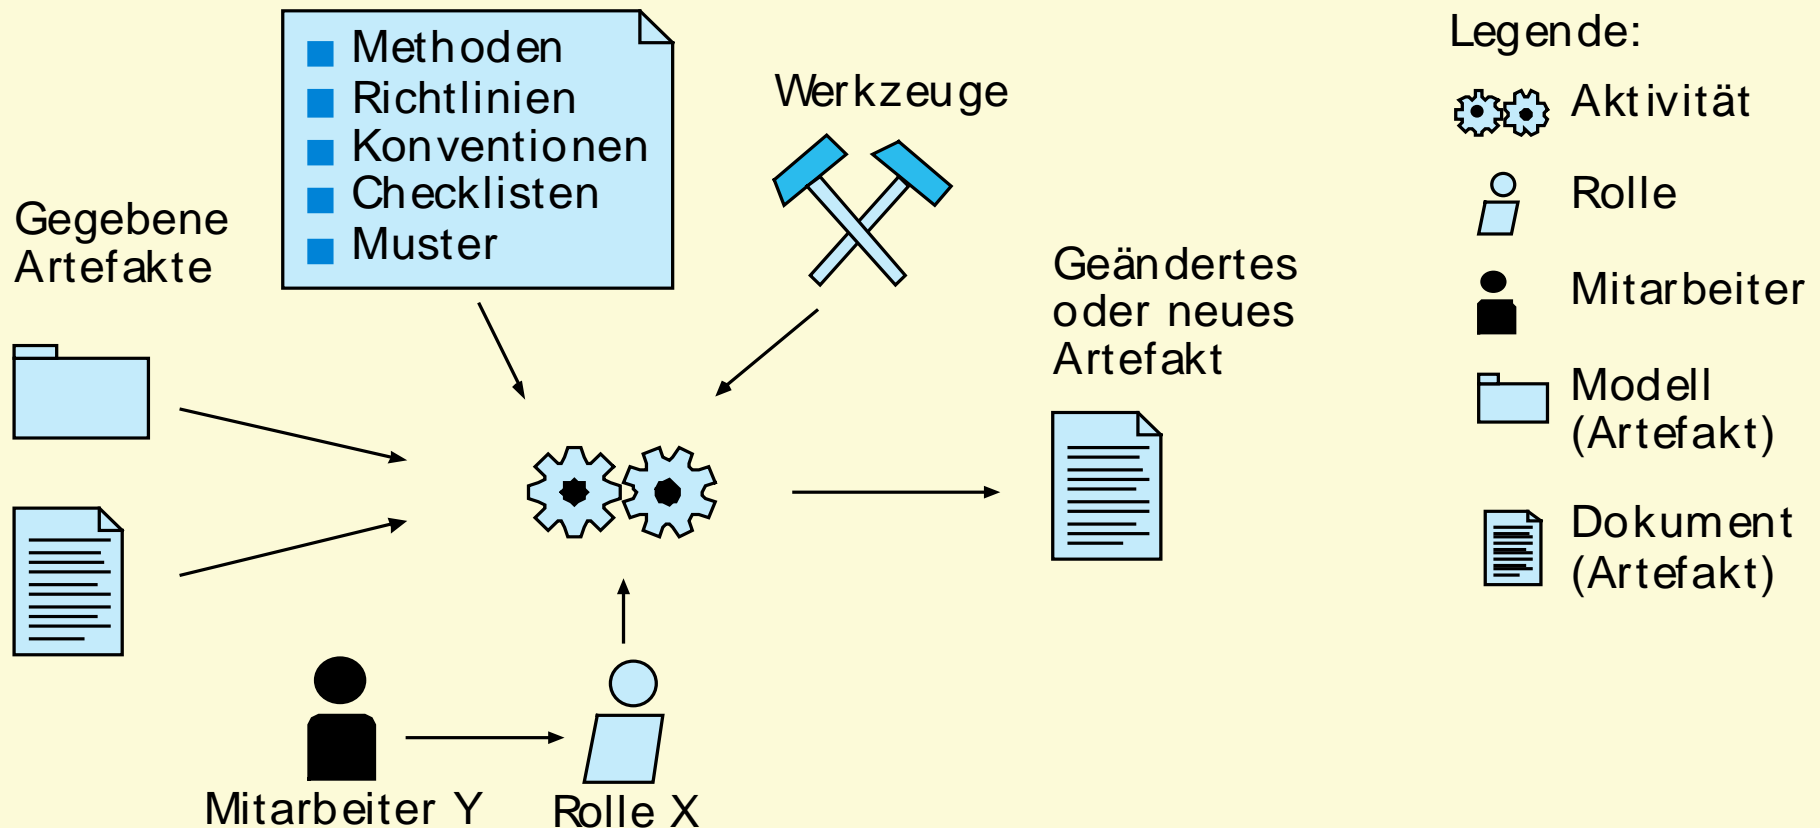 Methoden
Richtlinien
Konventionen
Checklisten
Muster
Werkzeuge
Gegebene
Artefakte
Geändertes
oder neues
Artefakt
Mitarbeiter Y
Rolle X
Legende:
Aktivität
Rolle
Mitarbeiter
Modell
(Artefakt)
Dokument
(Artefakt)